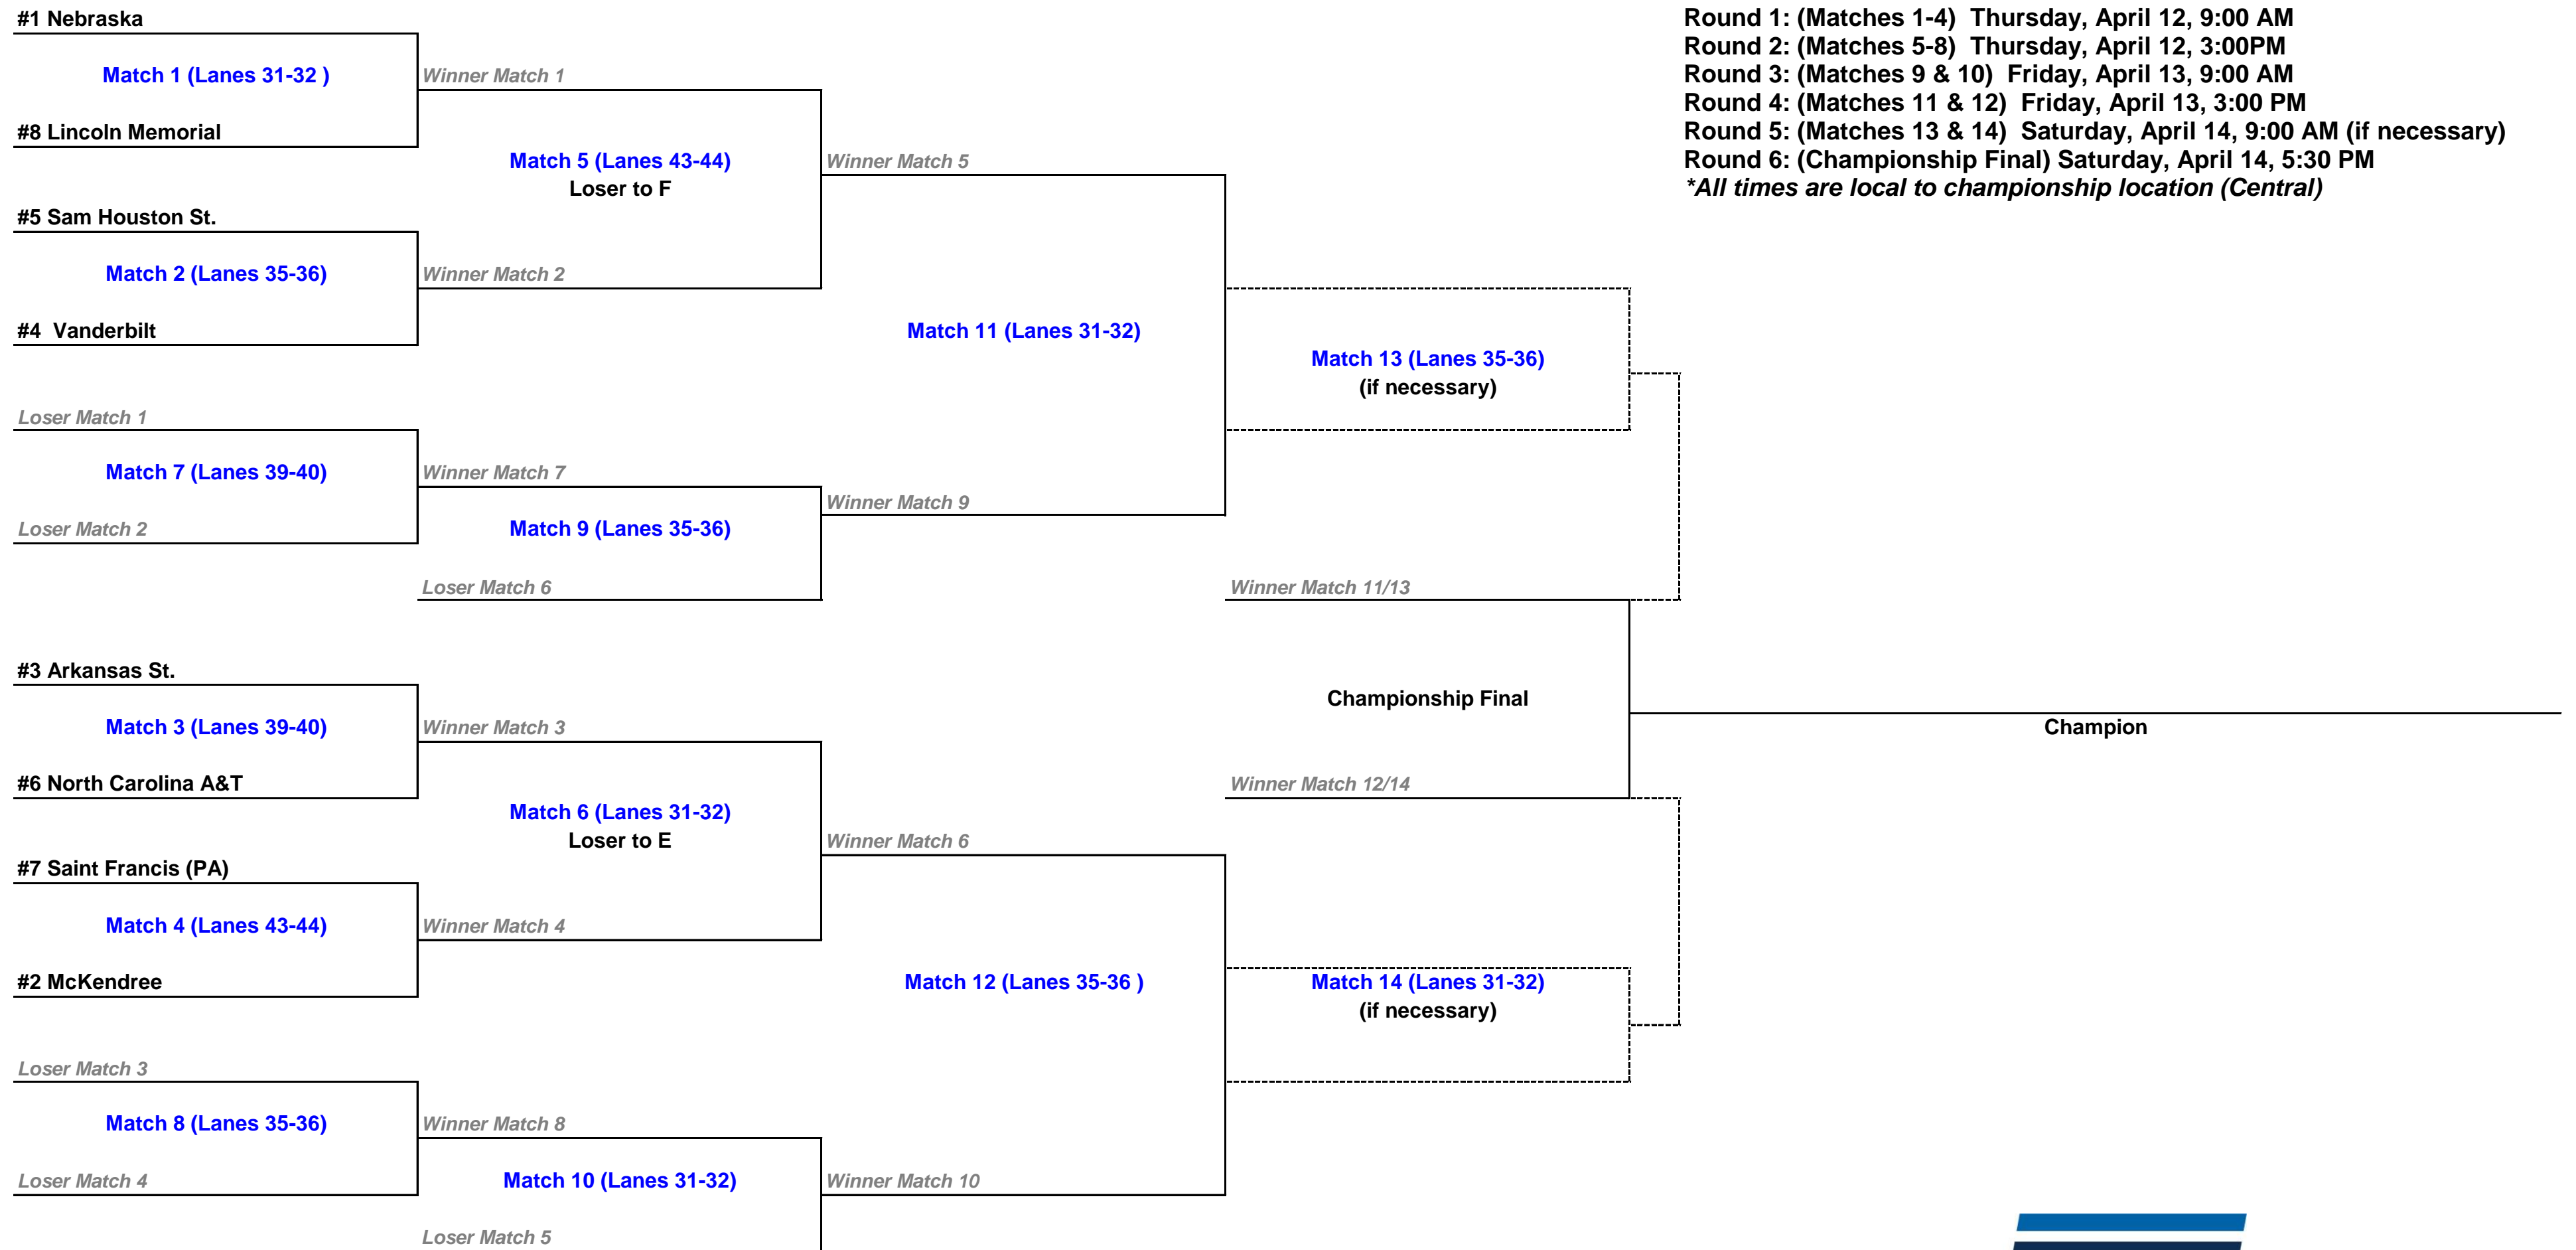 #1 Nebraska
Match 1 (Lanes 31-32 )
Winner Match 1
#8 Lincoln Memorial
Match 5 (Lanes 43-44)
Loser to F
Winner Match 5
#5 Sam Houston St.
Match 2 (Lanes 35-36)
Winner Match 2
#4  Vanderbilt
Match 11 (Lanes 31-32)
Match 13 (Lanes 35-36)
(if necessary)
Loser Match 1
Match 7 (Lanes 39-40)
Winner Match 7
Loser Match 2
Match 9 (Lanes 35-36)
Winner Match 9
Loser Match 6
Winner Match 11/13
#3 Arkansas St.
Match 3 (Lanes 39-40)
Winner Match 3
#6 North Carolina A&T
Championship Final
Champion
Winner Match 12/14
Match 6 (Lanes 31-32)
Loser to E
Winner Match 6
#7 Saint Francis (PA)
Match 4 (Lanes 43-44)
Winner Match 4
#2 McKendree
Match 12 (Lanes 35-36 )
Match 14 (Lanes 31-32)
(if necessary)
Loser Match 3
Match 8 (Lanes 35-36)
Winner Match 8
Loser Match 4
Match 10 (Lanes 31-32)
Winner Match 10
Loser Match 5
Round 1: (Matches 1-4)  Thursday, April 12, 9:00 AM
Round 2: (Matches 5-8)  Thursday, April 12, 3:00PM
Round 3: (Matches 9 & 10)  Friday, April 13, 9:00 AM
Round 4: (Matches 11 & 12)  Friday, April 13, 3:00 PM
Round 5: (Matches 13 & 14)  Saturday, April 14, 9:00 AM (if necessary)
Round 6: (Championship Final) Saturday, April 14, 5:30 PM
*All times are local to championship location (Central)